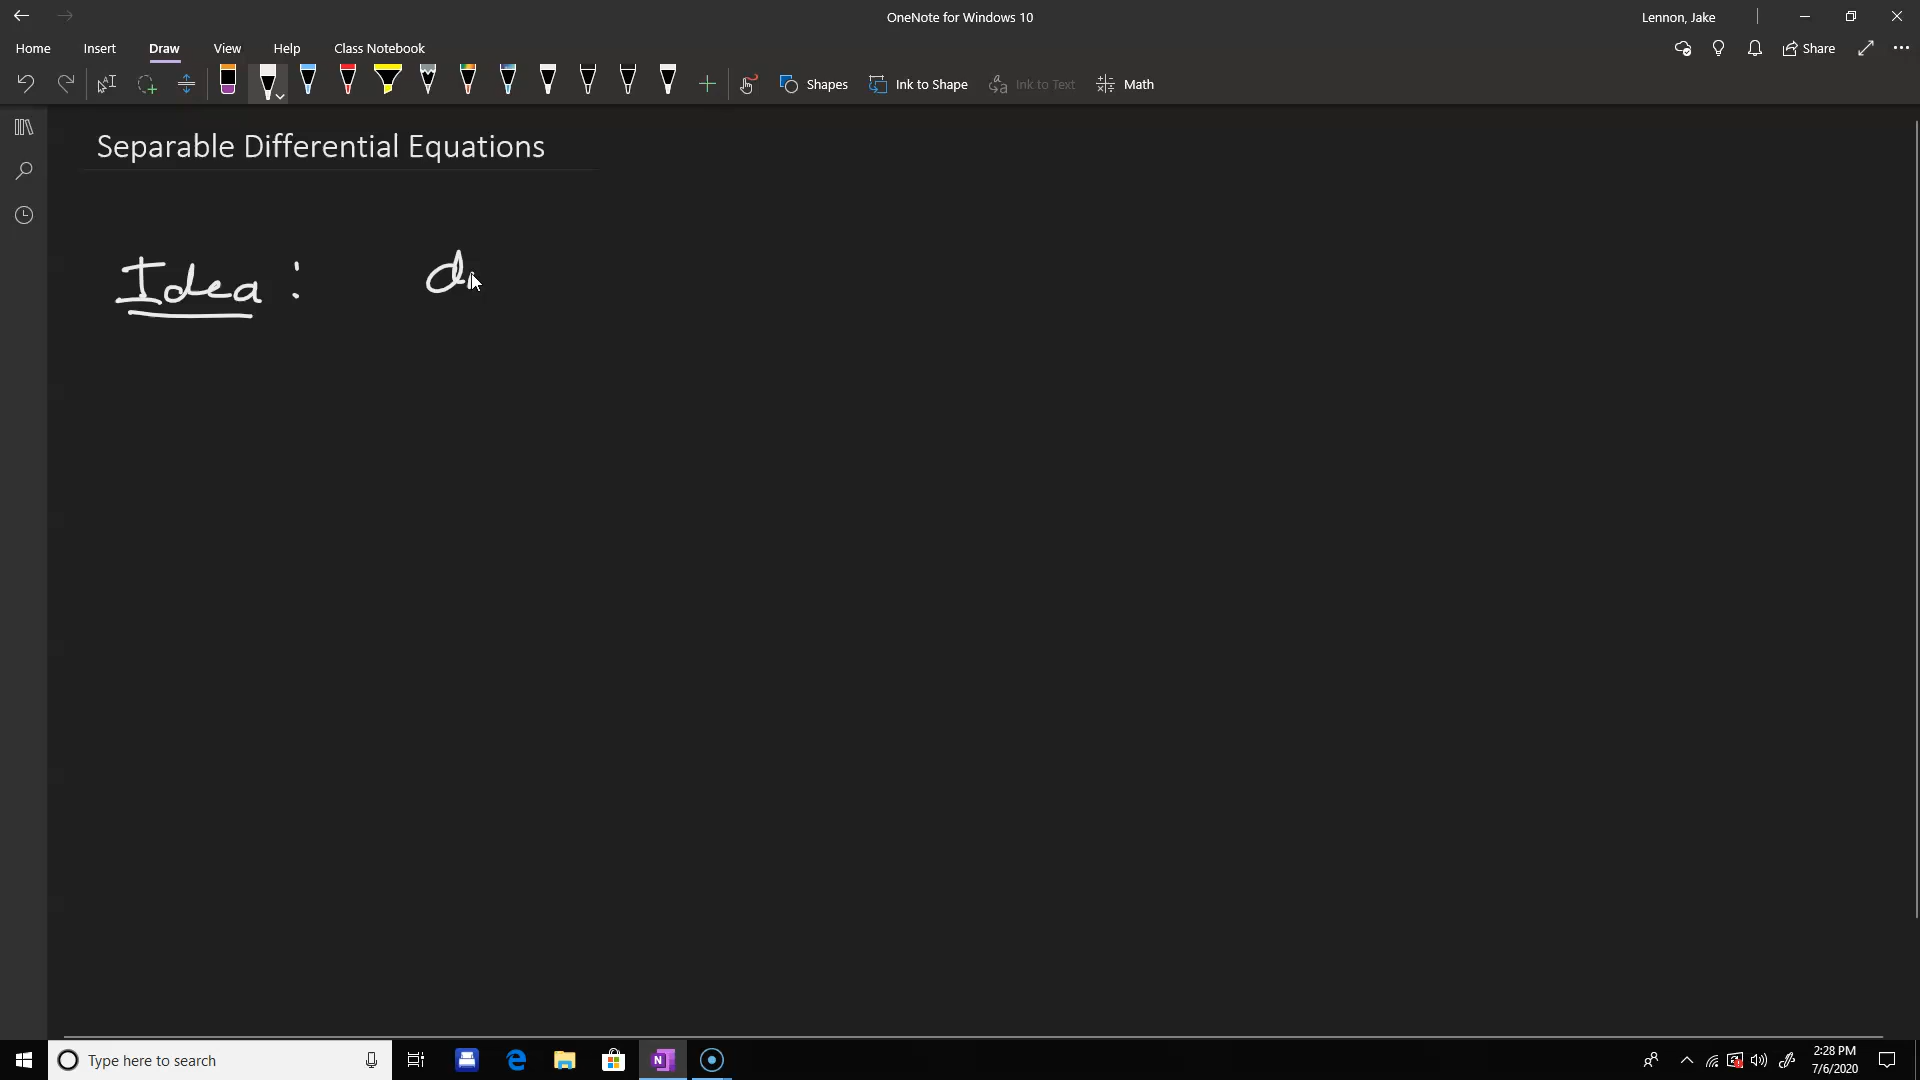 OneNote for Windows 10
Lennon, Jake
Home Insert Draw View Help Class Notebook
Share
Shapes Ink to Shape Ink to Text Math
Separable Differential Equations
Idea : d
Type here to search
2:28 PM
7/6/2020